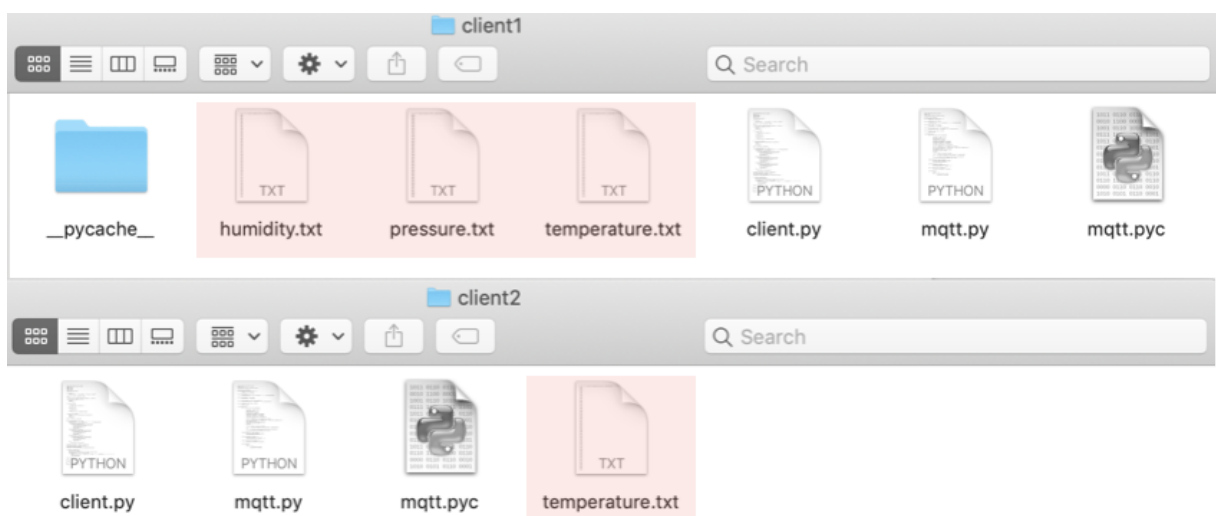 client1
Search
TXT TXT TXT PYTHON PYTHON
__pycache__ humidity.txt pressure.txt temperature.txt client.py mqtt.py mqtt.pyc
client2
Search
PYTHON PYTHON TXT
client.py mqtt.py mqtt.pyc temperature.txt